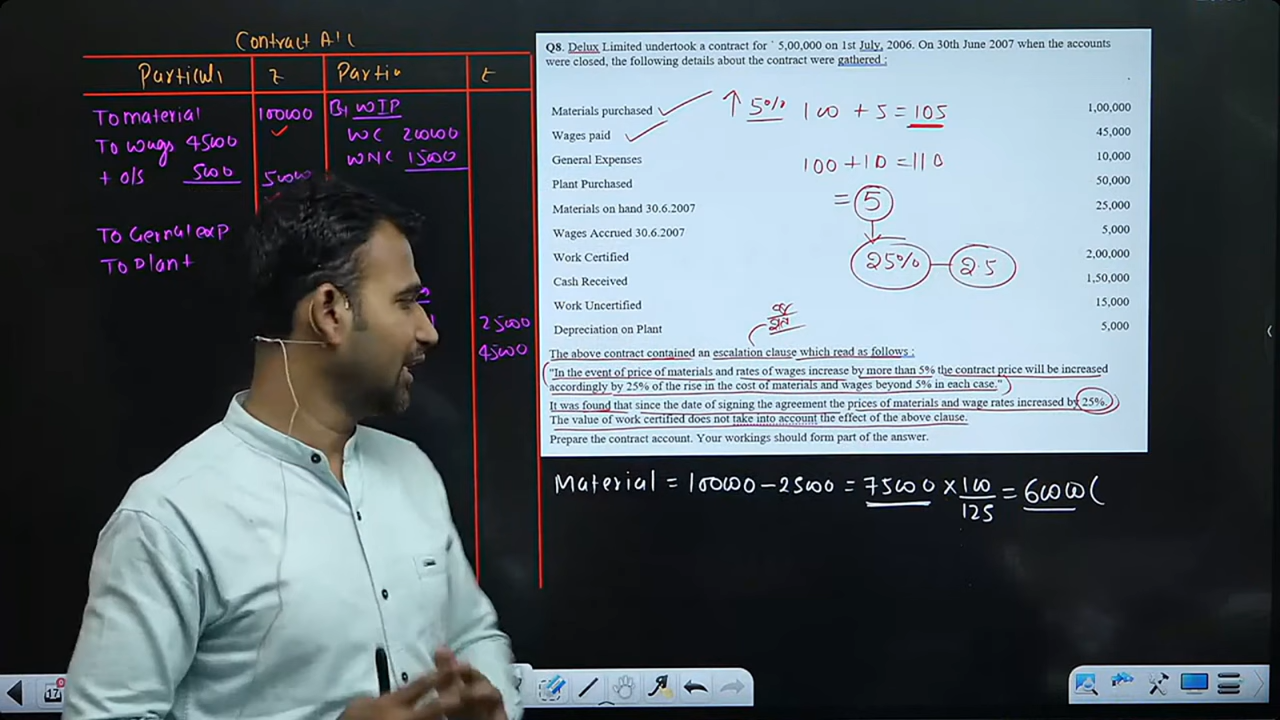 Contract A/C
Particul. ₹ Partic ₹
To material 100000 By WIP
To wages 45000 WC 200000
+ O/S 5000 50000 WNC 15000
To Gernal exp
To Plant
25000
45000
Q8. Delux Limited undertook a contract for ` 5,00,000 on 1st July, 2006. On 30th June 2007 when the accounts
were closed, the following details about the contract were gathered :
Materials purchased 1,00,000
↑ 5% 100 + 5 = 105
Wages paid 45,000
General Expenses 10,000
100 + 10 = 110
Plant Purchased 50,000
Materials on hand 30.6.2007 25,000
= 5
Wages Accrued 30.6.2007 5,000
Work Certified 2,00,000
25% — 2.5
Cash Received 1,50,000
Work Uncertified 15,000
Depreciation on Plant 5,000
The above contract contained an escalation clause which read as follows :
"In the event of price of materials and rates of wages increase by more than 5% the contract price will be increased
accordingly by 25% of the rise in the cost of materials and wages beyond 5% in each case."
It was found that since the date of signing the agreement the prices of materials and wage rates increased by 25%.
The value of work certified does not take into account the effect of the above clause.
Prepare the contract account. Your workings should form part of the answer.
Material = 100000 – 25000 = 75000 × 100/125 = 60000 (
17